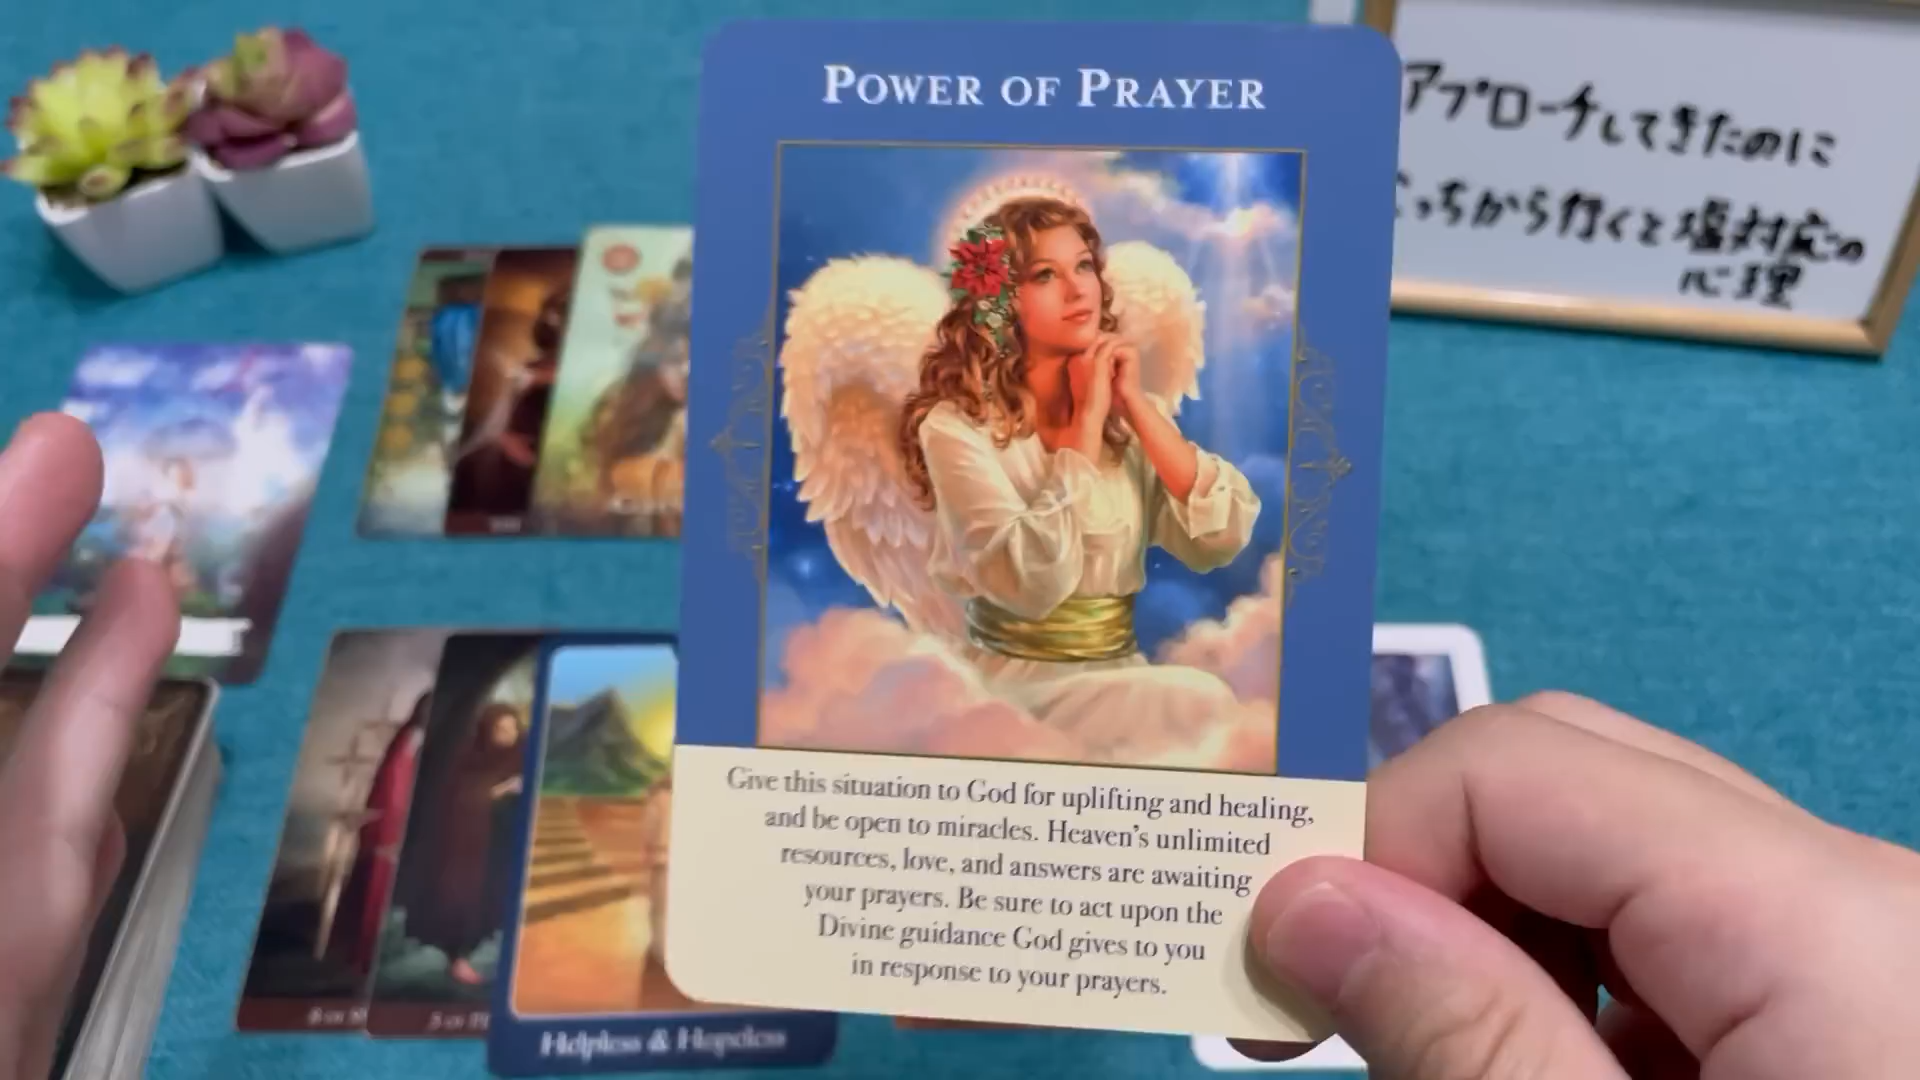 POWER OF PRAYER
アプローチしてきたのに
っちから行くと塩対応の
心理
Give this situation to God for uplifting and healing,
and be open to miracles. Heaven's unlimited
resources, love, and answers are awaiting
your prayers. Be sure to act upon the
Divine guidance God gives to you
in response to your prayers.
Helpless & Hopeless